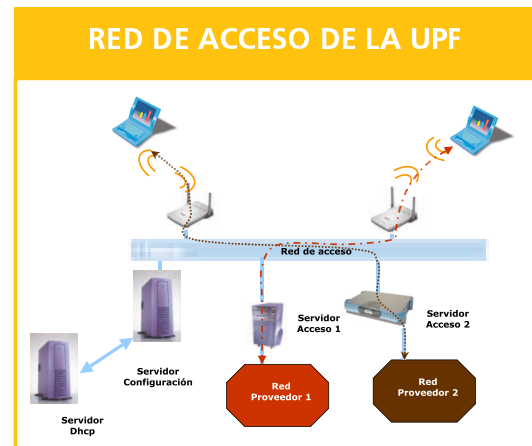 RED DE ACCESO DE LA UPF
Red de acceso
Servidor
Acceso 1
Servidor
Acceso 2
Servidor
Configuración
Red
Proveedor 1
Red
Proveedor 2
Servidor
Dhcp